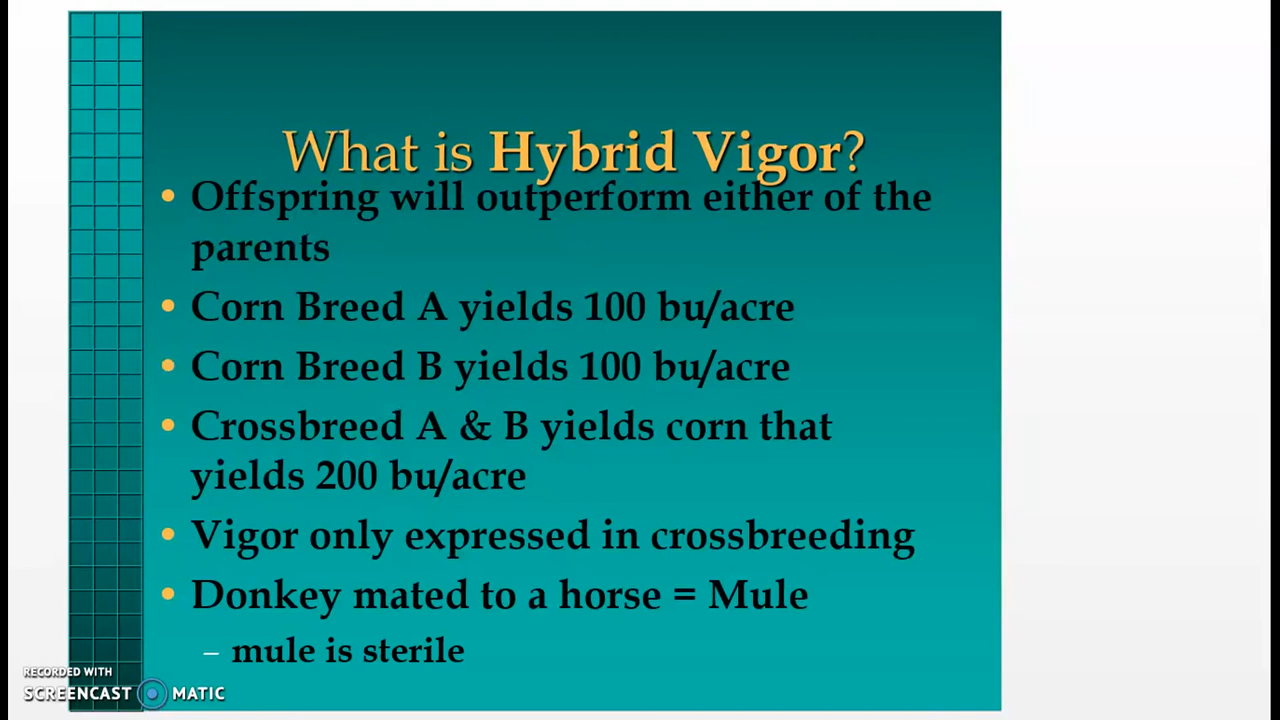 What is Hybrid Vigor?
• Offspring will outperform either of the
parents
• Corn Breed A yields 100 bu/acre
• Corn Breed B yields 100 bu/acre
• Crossbreed A & B yields corn that
yields 200 bu/acre
• Vigor only expressed in crossbreeding
• Donkey mated to a horse = Mule
– mule is sterile
RECORDED WITH
SCREENCAST MATIC